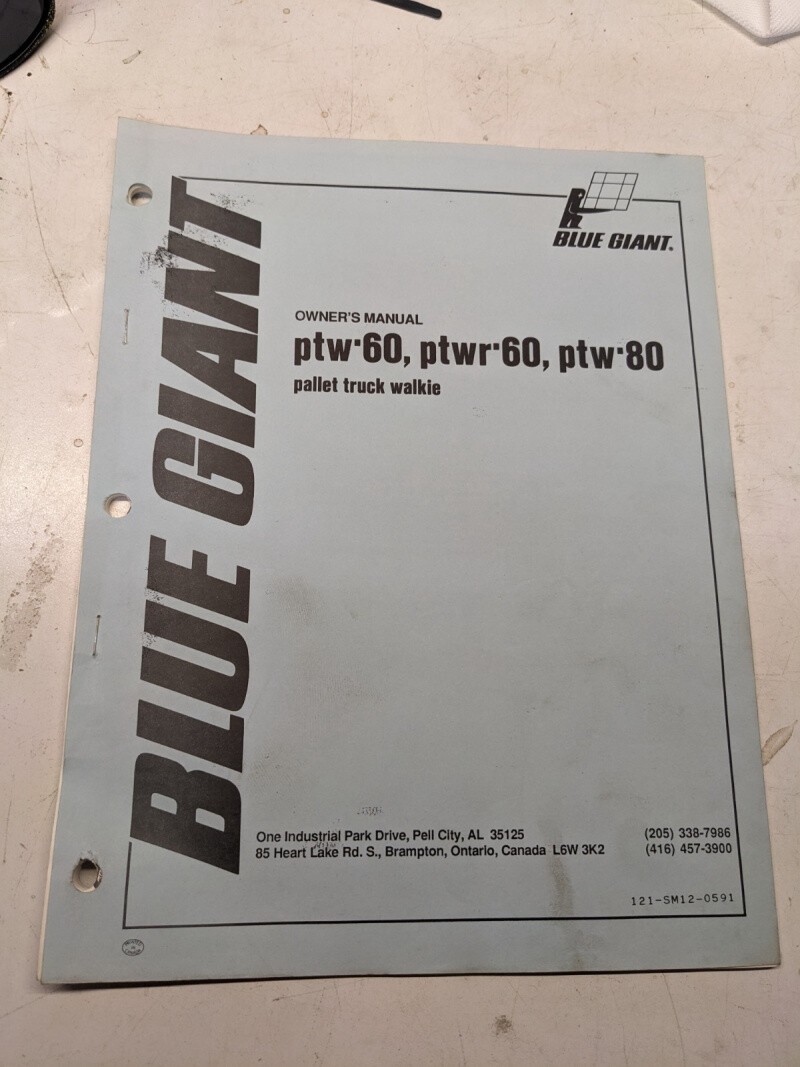 BLUE GIANT
BLUE GIANT®
OWNER'S MANUAL
ptw·60, ptwr·60, ptw·80
pallet truck walkie
One Industrial Park Drive, Pell City, AL 35125 (205) 338-7986
85 Heart Lake Rd. S., Brampton, Ontario, Canada L6W 3K2 (416) 457-3900
121-SM12-0591